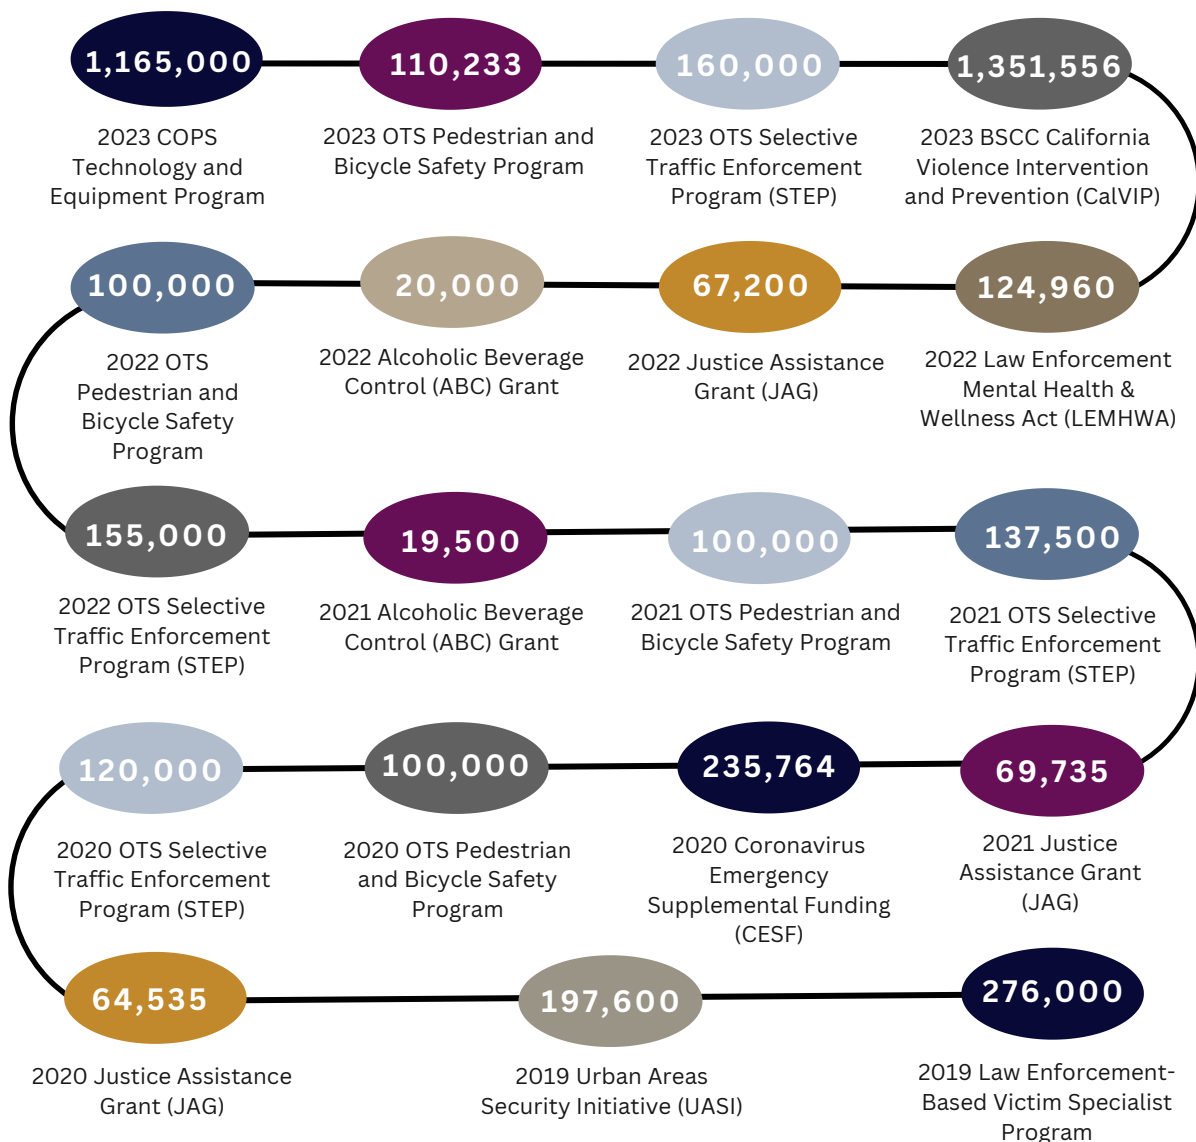 1,165,000
110,233
160,000
1,351,556
2023 COPS
Technology and
Equipment Program
2023 OTS Pedestrian and
Bicycle Safety Program
2023 OTS Selective
Traffic Enforcement
Program (STEP)
2023 BSCC California
Violence Intervention
and Prevention (CalVIP)
100,000
20,000
67,200
124,960
2022 OTS
Pedestrian and
Bicycle Safety
Program
2022 Alcoholic Beverage
Control (ABC) Grant
2022 Justice Assistance
Grant (JAG)
2022 Law Enforcement
Mental Health &
Wellness Act (LEMHWA)
155,000
19,500
100,000
137,500
2022 OTS Selective
Traffic Enforcement
Program (STEP)
2021 Alcoholic Beverage
Control (ABC) Grant
2021 OTS Pedestrian and
Bicycle Safety Program
2021 OTS Selective
Traffic Enforcement
Program (STEP)
120,000
100,000
235,764
69,735
2020 OTS Selective
Traffic Enforcement
Program (STEP)
2020 OTS Pedestrian
and Bicycle Safety
Program
2020 Coronavirus
Emergency
Supplemental Funding
(CESF)
2021 Justice
Assistance Grant
(JAG)
64,535
197,600
276,000
2020 Justice Assistance
Grant (JAG)
2019 Urban Areas
Security Initiative (UASI)
2019 Law Enforcement-
Based Victim Specialist
Program